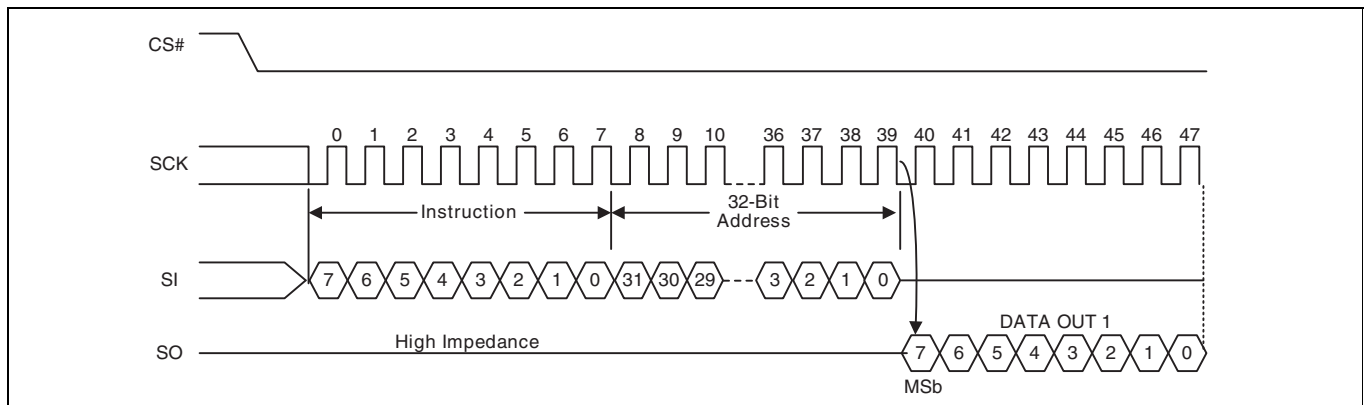 CS#
0 1 2 3 4 5 6 7 8 9 10 36 37 38 39 40 41 42 43 44 45 46 47
SCK
Instruction
32-Bit
Address
SI
7 6 5 4 3 2 1 0 31 30 29 3 2 1 0
DATA OUT 1
High Impedance
SO
7 6 5 4 3 2 1 0
MSb